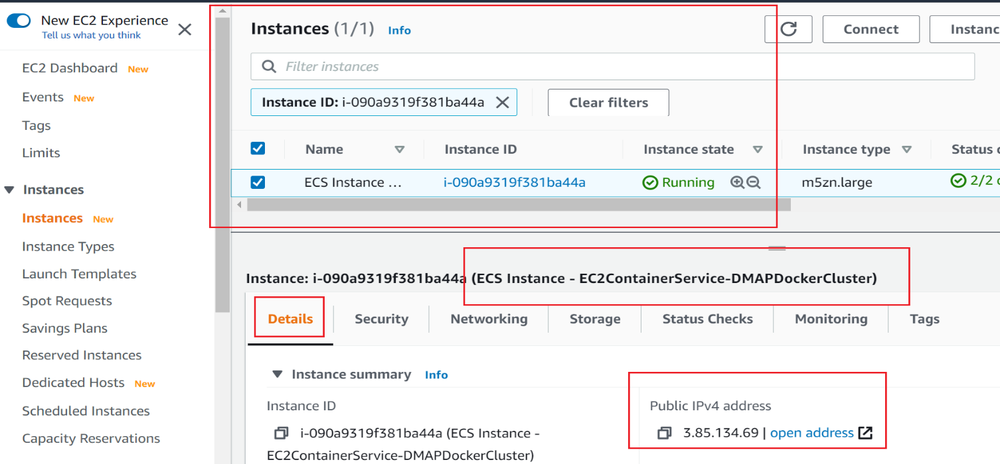 New EC2 Experience
Tell us what you think
EC2 Dashboard New
Events New
Tags
Limits
Instances
Instances New
Instance Types
Launch Templates
Spot Requests
Savings Plans
Reserved Instances
Dedicated Hosts New
Scheduled Instances
Capacity Reservations
Instances (1/1) Info
Connect
Instanc
Filter instances
Instance ID: i-090a9319f381ba44a
Clear filters
Name Instance ID Instance state Instance type Status c
ECS Instance ... i-090a9319f381ba44a Running m5zn.large 2/2 c
Instance: i-090a9319f381ba44a (ECS Instance - EC2ContainerService-DMAPDockerCluster)
Details Security Networking Storage Status Checks Monitoring Tags
Instance summary Info
Instance ID
i-090a9319f381ba44a (ECS Instance -
EC2ContainerService-DMAPDockerCluster)
Public IPv4 address
3.85.134.69 | open address